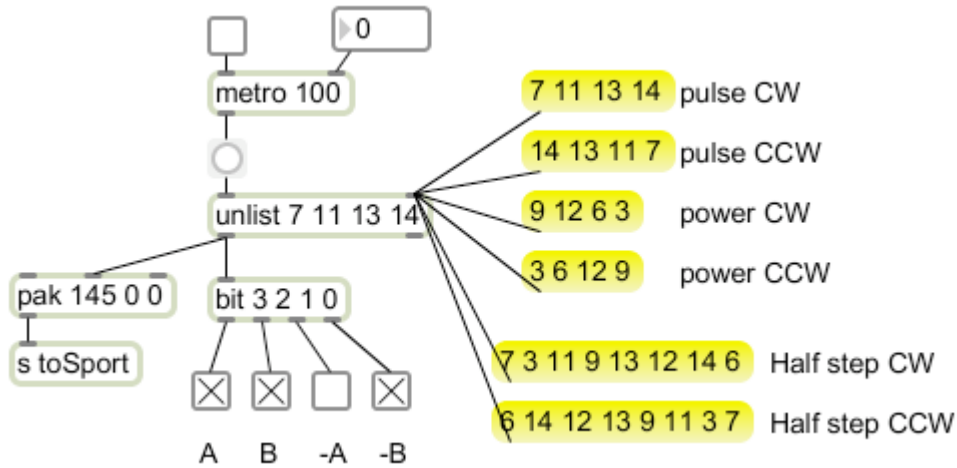 0
metro 100
7 11 13 14 pulse CW
14 13 11 7 pulse CCW
unlist 7 11 13 14
9 12 6 3 power CW
3 6 12 9 power CCW
pak 145 0 0
bit 3 2 1 0
s toSport
7 3 11 9 13 12 14 6 Half step CW
6 14 12 13 9 11 3 7 Half step CCW
A B -A -B